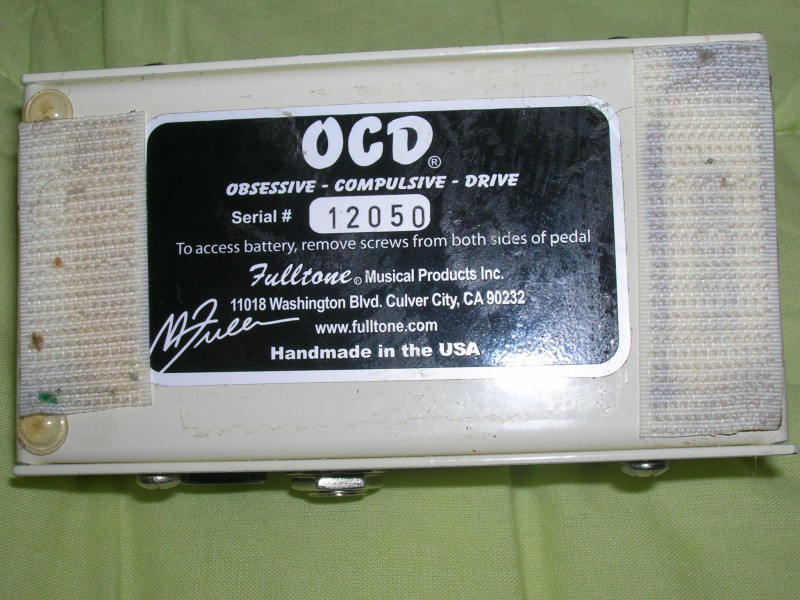 OCD®
OBSESSIVE - COMPULSIVE - DRIVE
Serial # 12050
To access battery, remove screws from both sides of pedal
Fulltone® Musical Products Inc.
11018 Washington Blvd. Culver City, CA 90232
M Fuller
www.fulltone.com
Handmade in the USA